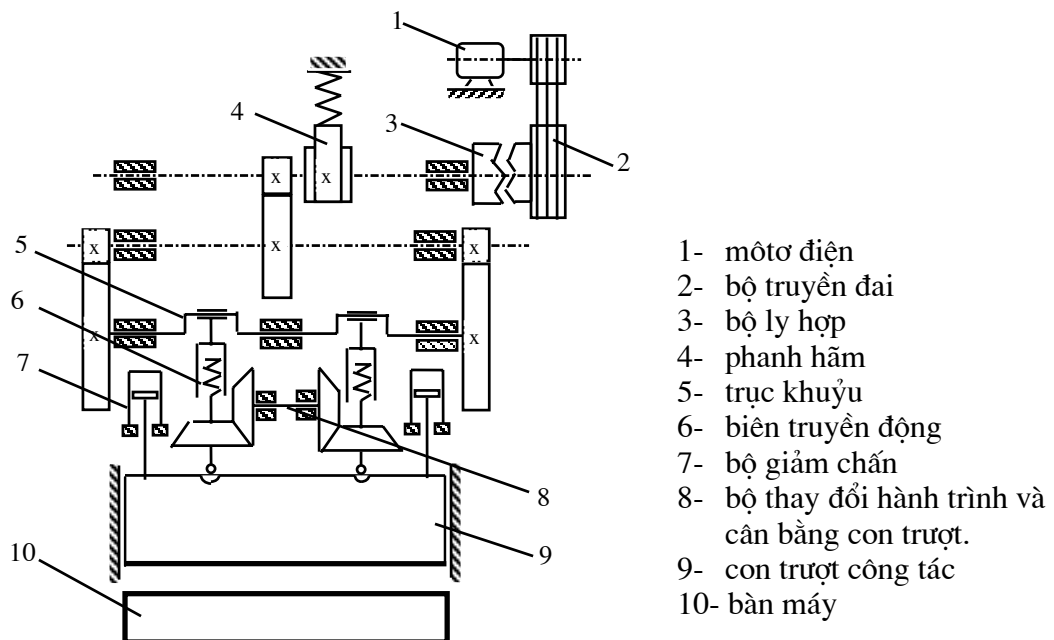 1
4
3
2
x
x
x
x
5
6
x
x
7
8
9
10
1- môtơ điện
2- bộ truyền đai
3- bộ ly hợp
4- phanh hãm
5- trục khuỷu
6- biên truyền động
7- bộ giảm chấn
8- bộ thay đổi hành trình và
cân bằng con trượt.
9- con trượt công tác
10- bàn máy